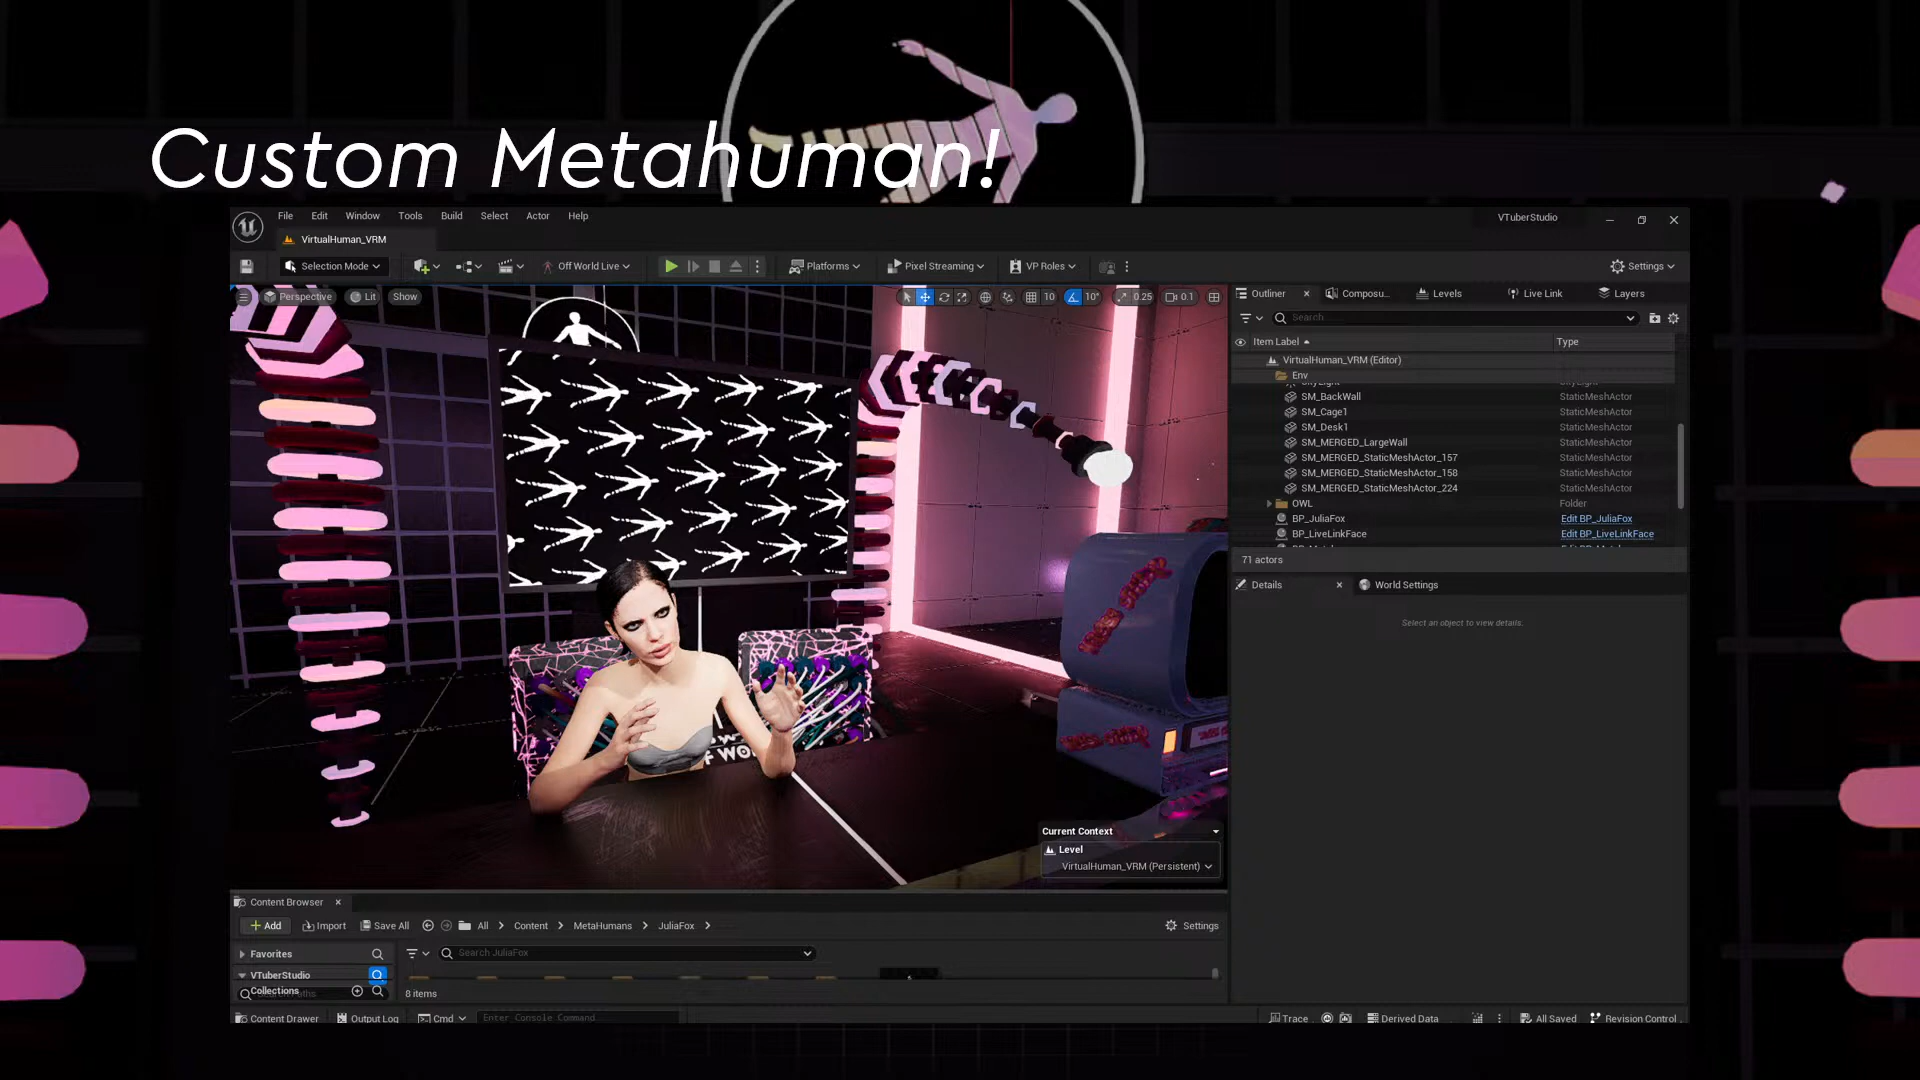 Custom Metahuman!
File Edit Window Tools Build Select Actor Help
VTuberStudio
VirtualHuman_VRM
Selection Mode
Off World Live
Platforms
Pixel Streaming
VP Roles
Settings
Perspective Lit Show
10 10° 0.25 0.1
Outliner Composu... Levels Live Link Layers
Search...
Item Label Type
VirtualHuman_VRM (Editor)
Env
SkyLight SkyLight
SM_BackWall StaticMeshActor
SM_Cage1 StaticMeshActor
SM_Desk1 StaticMeshActor
SM_MERGED_LargeWall StaticMeshActor
SM_MERGED_StaticMeshActor_157 StaticMeshActor
SM_MERGED_StaticMeshActor_158 StaticMeshActor
SM_MERGED_StaticMeshActor_224 StaticMeshActor
OWL Folder
BP_JuliaFox Edit BP_JuliaFox
BP_LiveLinkFace Edit BP_LiveLinkFace
71 actors
Details World Settings
Select an object to view details.
Current Context
Level
VirtualHuman_VRM (Persistent)
Content Browser
Add Import Save All All Content MetaHumans JuliaFox Settings
Favorites
Search JuliaFox
VTuberStudio
Collections
Search Paths
8 items
Content Drawer Output Log Cmd Enter Console Command
Trace Derived Data All Saved Revision Control